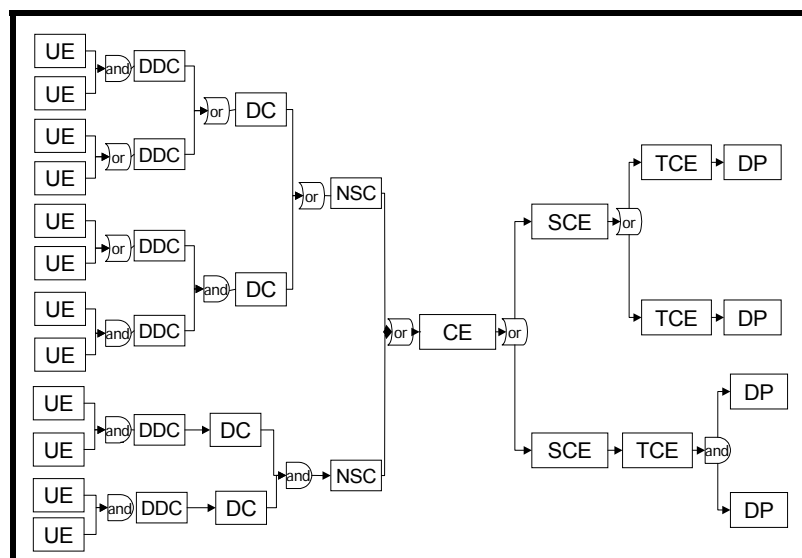 UE
and DDC
UE
or DC
UE
or DDC
UE
or NSC
UE
or DDC
UE
and DC
UE
and DDC
UE
UE
and DDC DC
UE
and NSC
UE
and DDC DC
UE
or CE or
SCE or
TCE DP
TCE DP
SCE TCE and
DP
DP